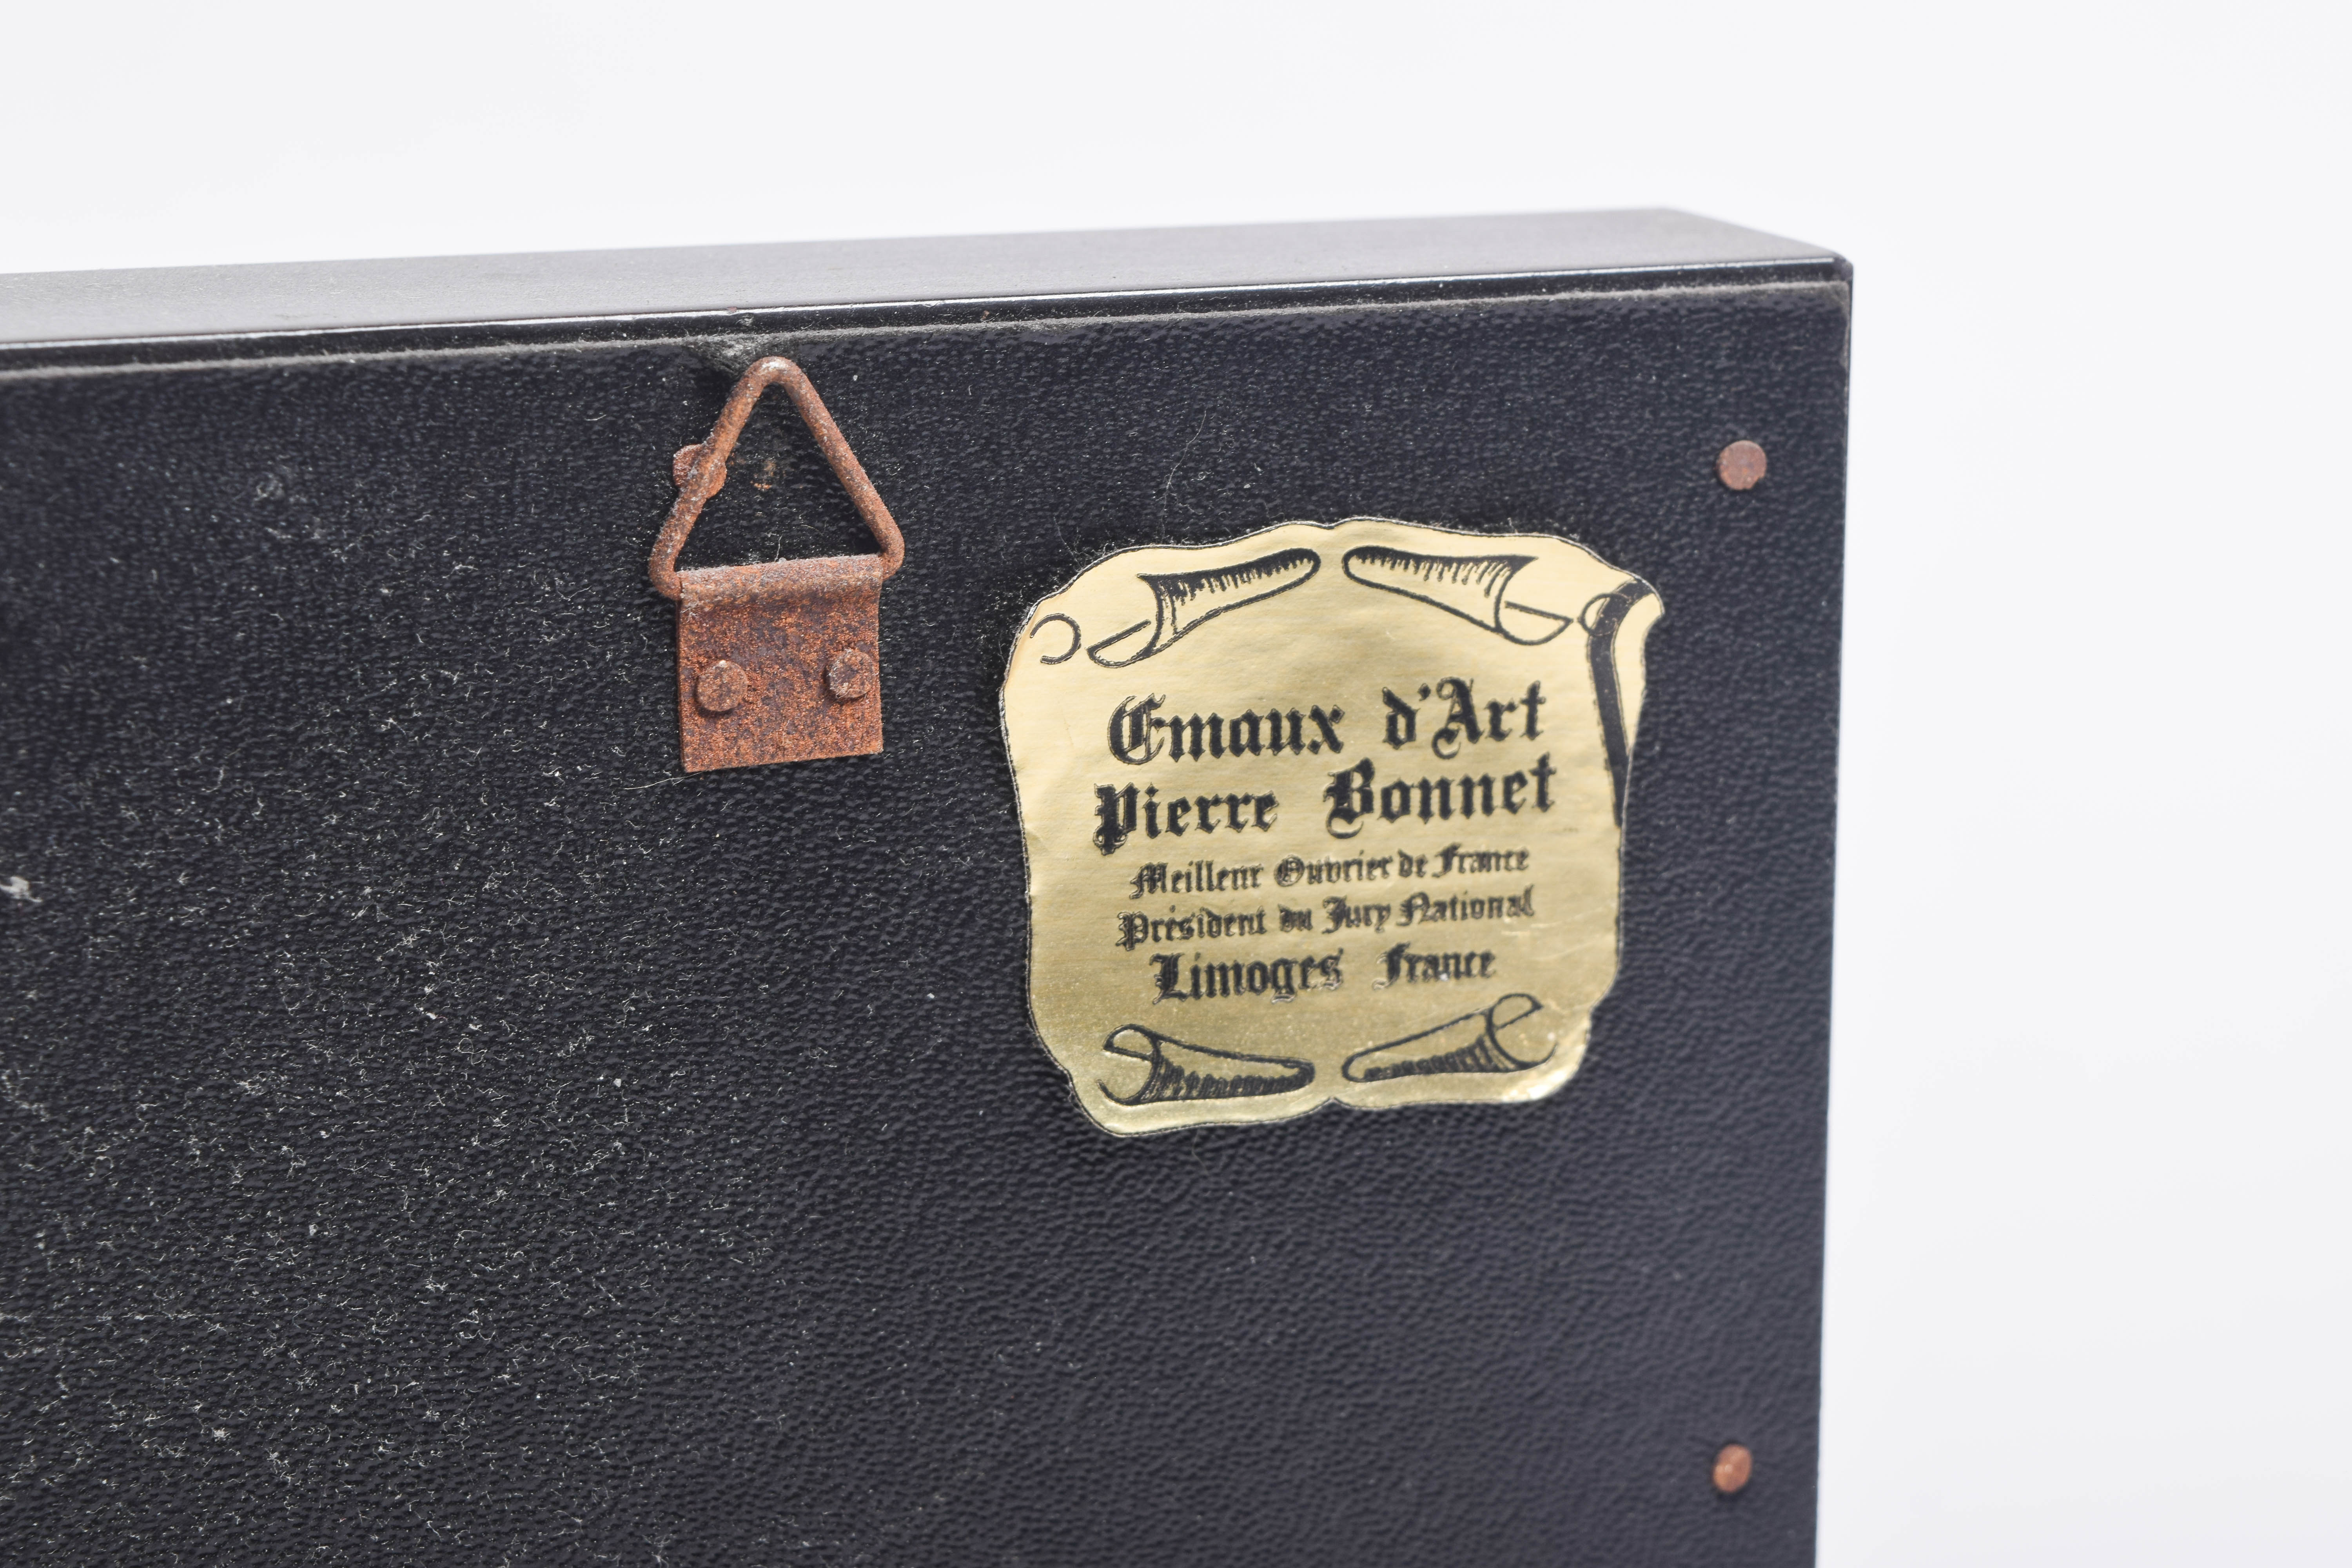 Emaux d'Art
Pierre Bonnet
Meilleur Ouvrier de France
Président du Jury National
Limoges France